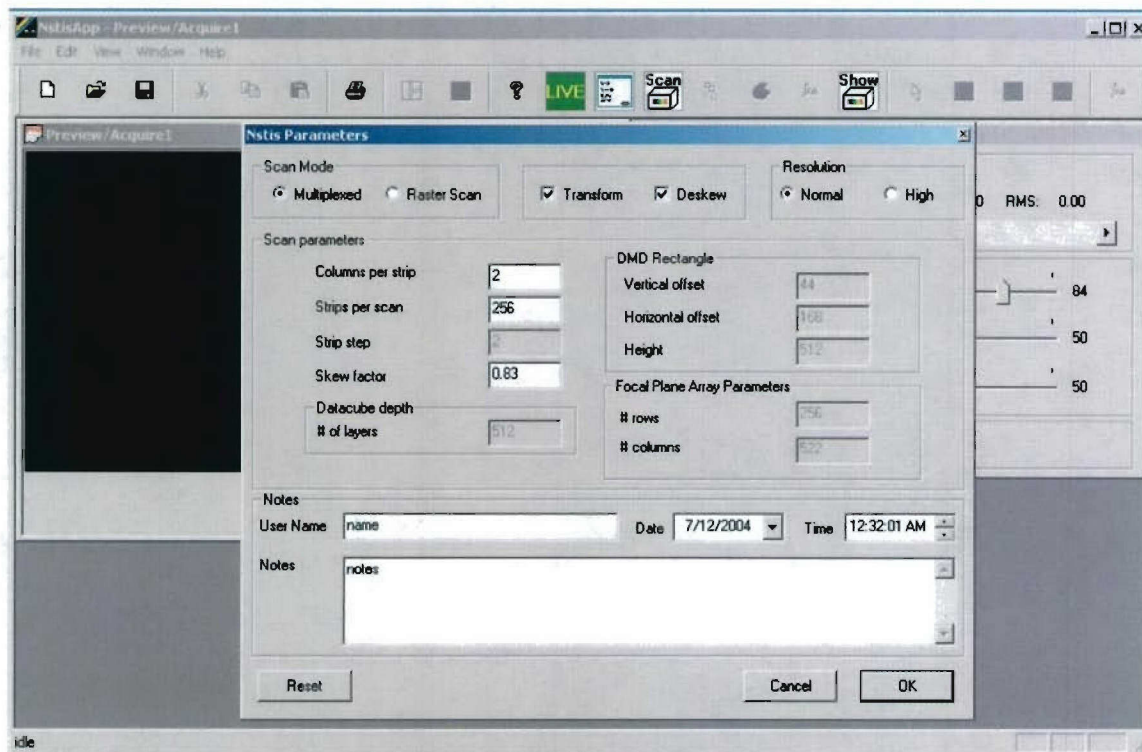 NstisApp - Preview/Acquire1
File Edit View Window Help
LIVE
Scan
Show
Preview/Acquire1
Nstis Parameters
Scan Mode
Multiplexed Raster Scan
Transform Deskew
Resolution
Normal High
0 RMS: 0.00
Scan parameters
Columns per strip 2
Strips per scan 256
Strip step 2
Skew factor 0.83
Datacube depth
# of layers 512
DMD Rectangle
Vertical offset 44
Horizontal offset 168
Height 512
Focal Plane Array Parameters
# rows 256
# columns 522
84
50
50
Notes
User Name name Date 7/12/2004 Time 12:32:01 AM
Notes notes
Reset Cancel OK
idle